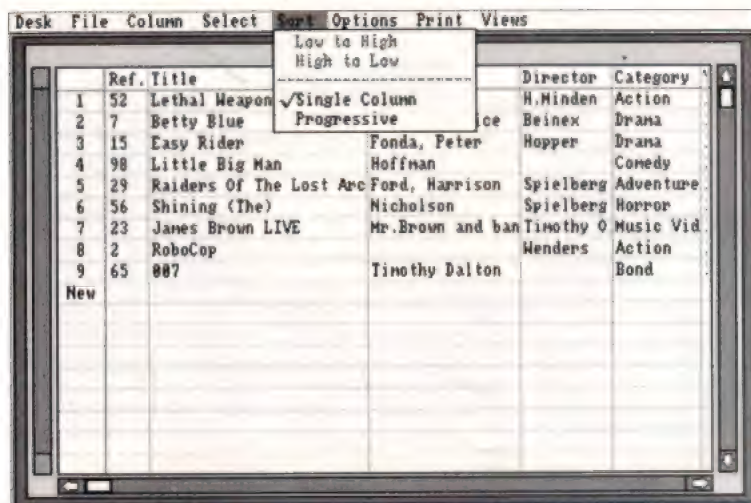 Desk File Column Select Sort Options Print Views
Low to High
High to Low
√Single Column
Progressive
Ref. Title Director Category
1 52 Lethal Weapon H.Minden Action
2 7 Betty Blue ice Beinex Drama
3 15 Easy Rider Fonda, Peter Hopper Drama
4 98 Little Big Man Hoffman Comedy
5 29 Raiders Of The Lost Arc Ford, Harrison Spielberg Adventure
6 56 Shining (The) Nicholson Spielberg Horror
7 23 James Brown LIVE Mr.Brown and ban Timothy O Music Vid
8 2 RoboCop Wenders Action
9 65 007 Timothy Dalton Bond
New